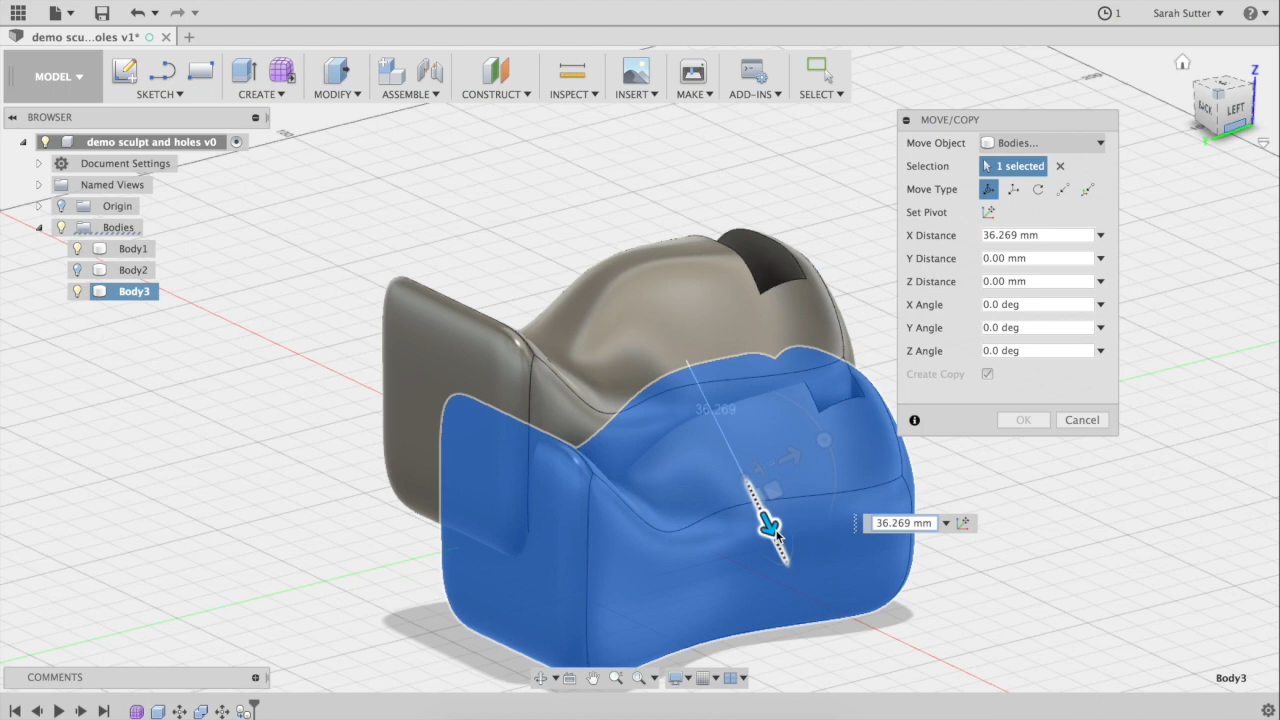 1
Sarah Sutter
demo scu...oles v1*
MODEL
SKETCH
CREATE
MODIFY
ASSEMBLE
CONSTRUCT
INSPECT
INSERT
MAKE
ADD-INS
SELECT
BROWSER
demo sculpt and holes v0
Document Settings
Named Views
Origin
Bodies
Body1
Body2
Body3
Z
BACK
LEFT
Y
MOVE/COPY
Move Object Bodies...
Selection 1 selected
Move Type
Set Pivot
X Distance 36.269 mm
Y Distance 0.00 mm
Z Distance 0.00 mm
X Angle 0.0 deg
Y Angle 0.0 deg
Z Angle 0.0 deg
Create Copy
OK Cancel
36.269
36.269 mm
COMMENTS
Body3